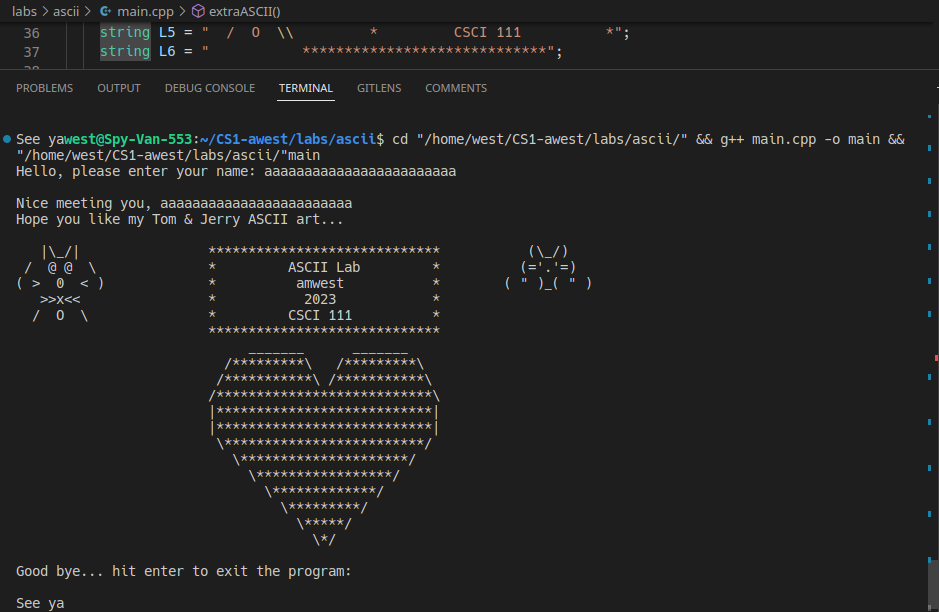 labs > ascii > main.cpp > extraASCII()
36 string L5 = "  /  O  \\          *         CSCI 111          *";
37 string L6 = "           *****************************";
PROBLEMS OUTPUT DEBUG CONSOLE TERMINAL GITLENS COMMENTS
See yawest@Spy-Van-553:~/CS1-awest/labs/ascii$ cd "/home/west/CS1-awest/labs/ascii/" && g++ main.cpp -o main &&
"/home/west/CS1-awest/labs/ascii/"main
Hello, please enter your name: aaaaaaaaaaaaaaaaaaaaaaaa

Nice meeting you, aaaaaaaaaaaaaaaaaaaaaaaa
Hope you like my Tom & Jerry ASCII art...

   |\_/|                *****************************           (\_/)
 /  @ @  \              *         ASCII Lab         *          (='.'=)
( >  0  < )             *          amwest           *        ( " )_( " )
   >>x<<                *           2023            *
  /  O  \               *         CSCI 111          *
                        *****************************
                             _______      _______
                          /*********\   /*********\
                         /***********\ /***********\
                        /***************************\
                        |***************************|
                        |***************************|
                         \*************************/
                           \*********************/
                             \*****************/
                               \*************/
                                 \*********/
                                   \*****/
                                     \*/

Good bye... hit enter to exit the program:

See ya